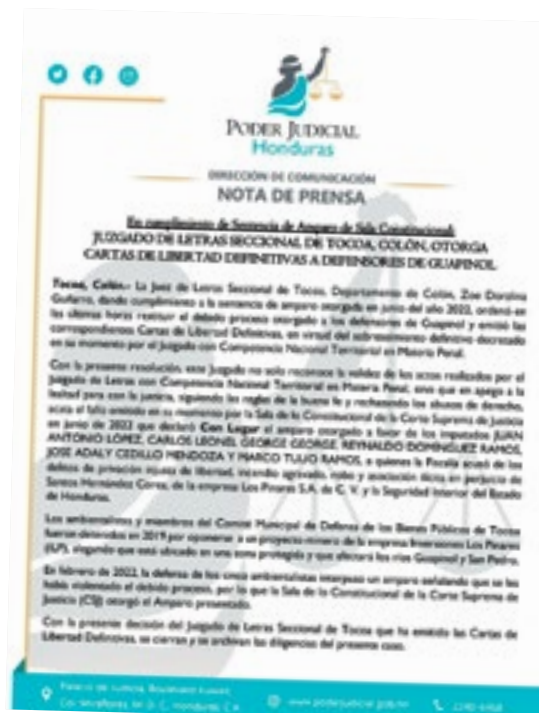 PODER JUDICIAL
Honduras
DIRECCIÓN DE COMUNICACIÓN
NOTA DE PRENSA
En cumplimiento de Sentencia de Amparo de Sala Constitucional:
JUZGADO DE LETRAS SECCIONAL DE TOCOA, COLÓN, OTORGA
CARTAS DE LIBERTAD DEFINITIVAS A DEFENSORES DE GUAPINOL
Tocoa, Colón.- La Juez de Letras Seccional de Tocoa, Departamento de Colón, Zoe
dando cumplimiento a la sentencia de amparo otorgada en junio del año 2022, ordenó en
las últimas horas restituir el debido proceso otorgado a los defensores de Guapinol y emitió las
correspondientes Cartas de Libertad Definitivas, en virtud del sobreseimiento definitivo decretado
en su momento por el Juzgado con Competencia Nacional Territorial en Materia Penal.
Con la presente resolución, este Juzgado no solo reconoce la validez de los actos realizados por el
Juzgado de Letras con Competencia Nacional Territorial en Materia Penal, sino que en apego a la
lealtad para con la justicia, siguiendo las reglas de la buena fe y rechazando los abusos de derecho,
acata el fallo emitido en su momento por la Sala de lo Constitucional de la Corte Suprema de Justicia
en junio de 2022 que declaró Con Lugar el amparo otorgado a favor de los imputados JUAN
ANTONIO LÓPEZ, CARLOS LEONEL GEORGE GEORGE, REYNALDO DOMÍNGUEZ RAMOS,
JOSE ADALY CEDILLO MENDOZA Y MARCO TULIO RAMOS, a quienes la Fiscalía acusó de los
delitos de privación injusta de libertad, incendio agravado, robo y asociación ilícita en perjuicio de
Santos Hernández Corea, de la empresa Los Pinares S.A. de C. V. y la Seguridad Interior del Estado
de Honduras.
Los ambientalistas y miembros del Comité Municipal de Defensa de los Bienes Públicos de Tocoa
fueron detenidos en 2019 por oponerse a un proyecto minero de la empresa Inversiones Los Pinares
(ILP), alegando que está ubicado en una zona protegida y que afectará los ríos Guapinol y San Pedro.
En febrero de 2022, la defensa de los cinco ambientalistas interpuso un amparo señalando que se les
había violentado el debido proceso, por lo que la Sala de lo Constitucional de la Corte Suprema de
Justicia (CSJ) otorgó el Amparo presentado.
Con la presente decisión del Juzgado de Letras Seccional de Tocoa que ha emitido las Cartas de
Libertad Definitivas, se cierran y se archivan las diligencias del presente caso.
Palacio de Justicia, Boulevard Kuwait,
Honduras C.A.
www.poderjudicial.gob.hn